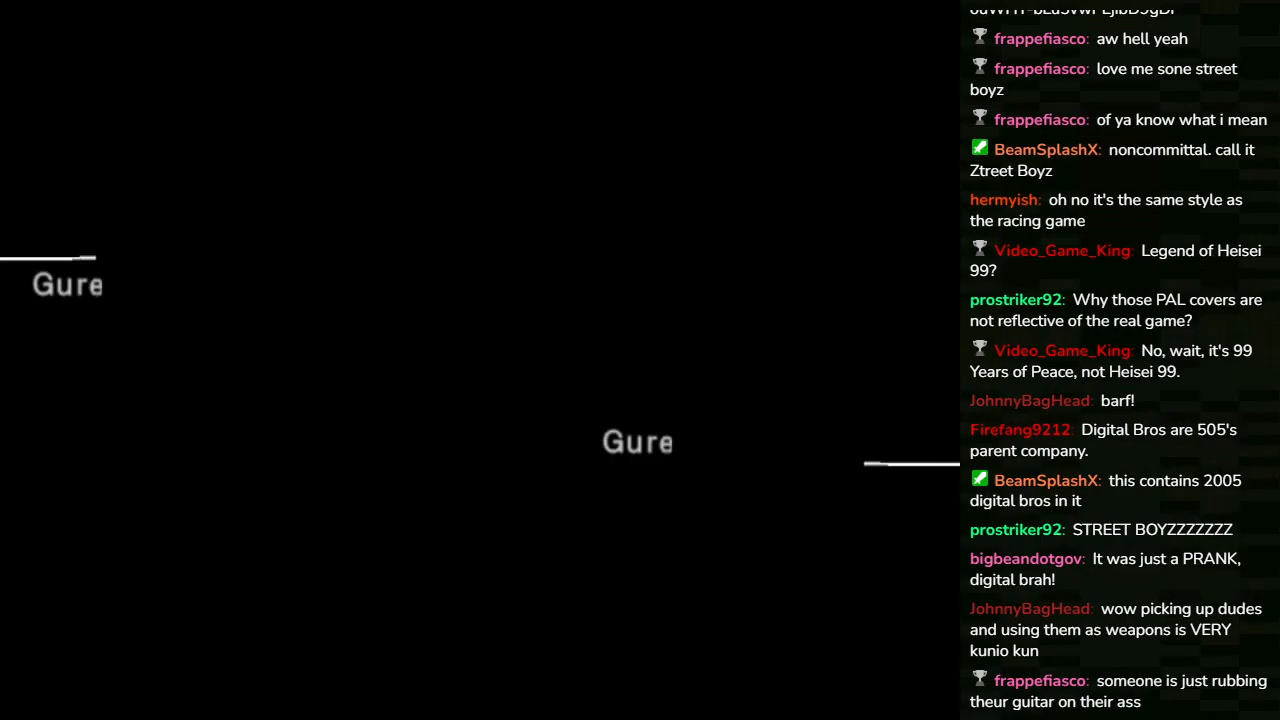 Gure
Gure
frappefiasco: aw hell yeah
frappefiasco: love me sone street
boyz
frappefiasco: of ya know what i mean
BeamSplashX: noncommittal. call it
Ztreet Boyz
hermyish: oh no it's the same style as
the racing game
Video_Game_King: Legend of Heisei
99?
prostriker92: Why those PAL covers are
not reflective of the real game?
Video_Game_King: No, wait, it's 99
Years of Peace, not Heisei 99.
JohnnyBagHead: barf!
Firefang9212: Digital Bros are 505's
parent company.
BeamSplashX: this contains 2005
digital bros in it
prostriker92: STREET BOYZZZZZZZ
bigbeandotgov: It was just a PRANK,
digital brah!
JohnnyBagHead: wow picking up dudes
and using them as weapons is VERY
kunio kun
frappefiasco: someone is just rubbing
theur guitar on their ass